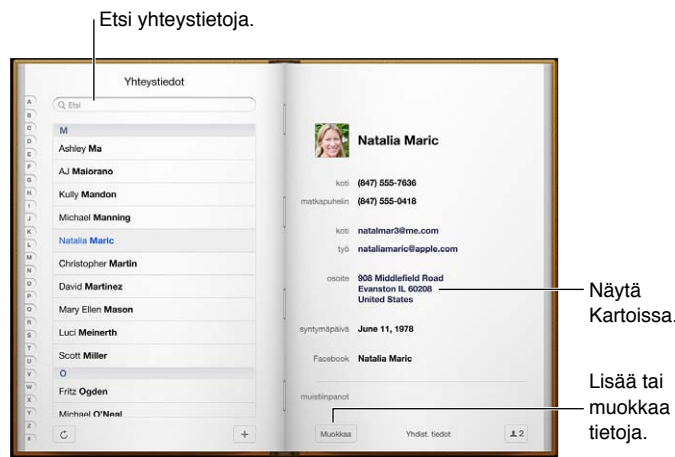 Etsi yhteystietoja.
Yhteystiedot
Etsi
A
B
C
D
E
F
G
H
I
J
K
L
M
N
O
P
Q
R
S
T
U
V
W
X
Y
Z
#
M
Ashley Ma
AJ Maiorano
Kully Mandon
Michael Manning
Natalia Maric
Christopher Martin
David Martinez
Mary Ellen Mason
Luci Meinerth
Scott Miller
O
Fritz Ogden
Michael O'Neal
Natalia Maric
koti (847) 555-7636
matkapuhelin (847) 555-0418
koti natalmar3@me.com
työ nataliamaric@apple.com
osoite 908 Middlefield Road
Evanston IL 60208
United States
syntymäpäivä June 11, 1978
Facebook Natalia Maric
muistiinpanot
Muokkaa
Yhdist. tiedot
2
Näytä
Kartoissa.
Lisää tai
muokkaa
tietoja.